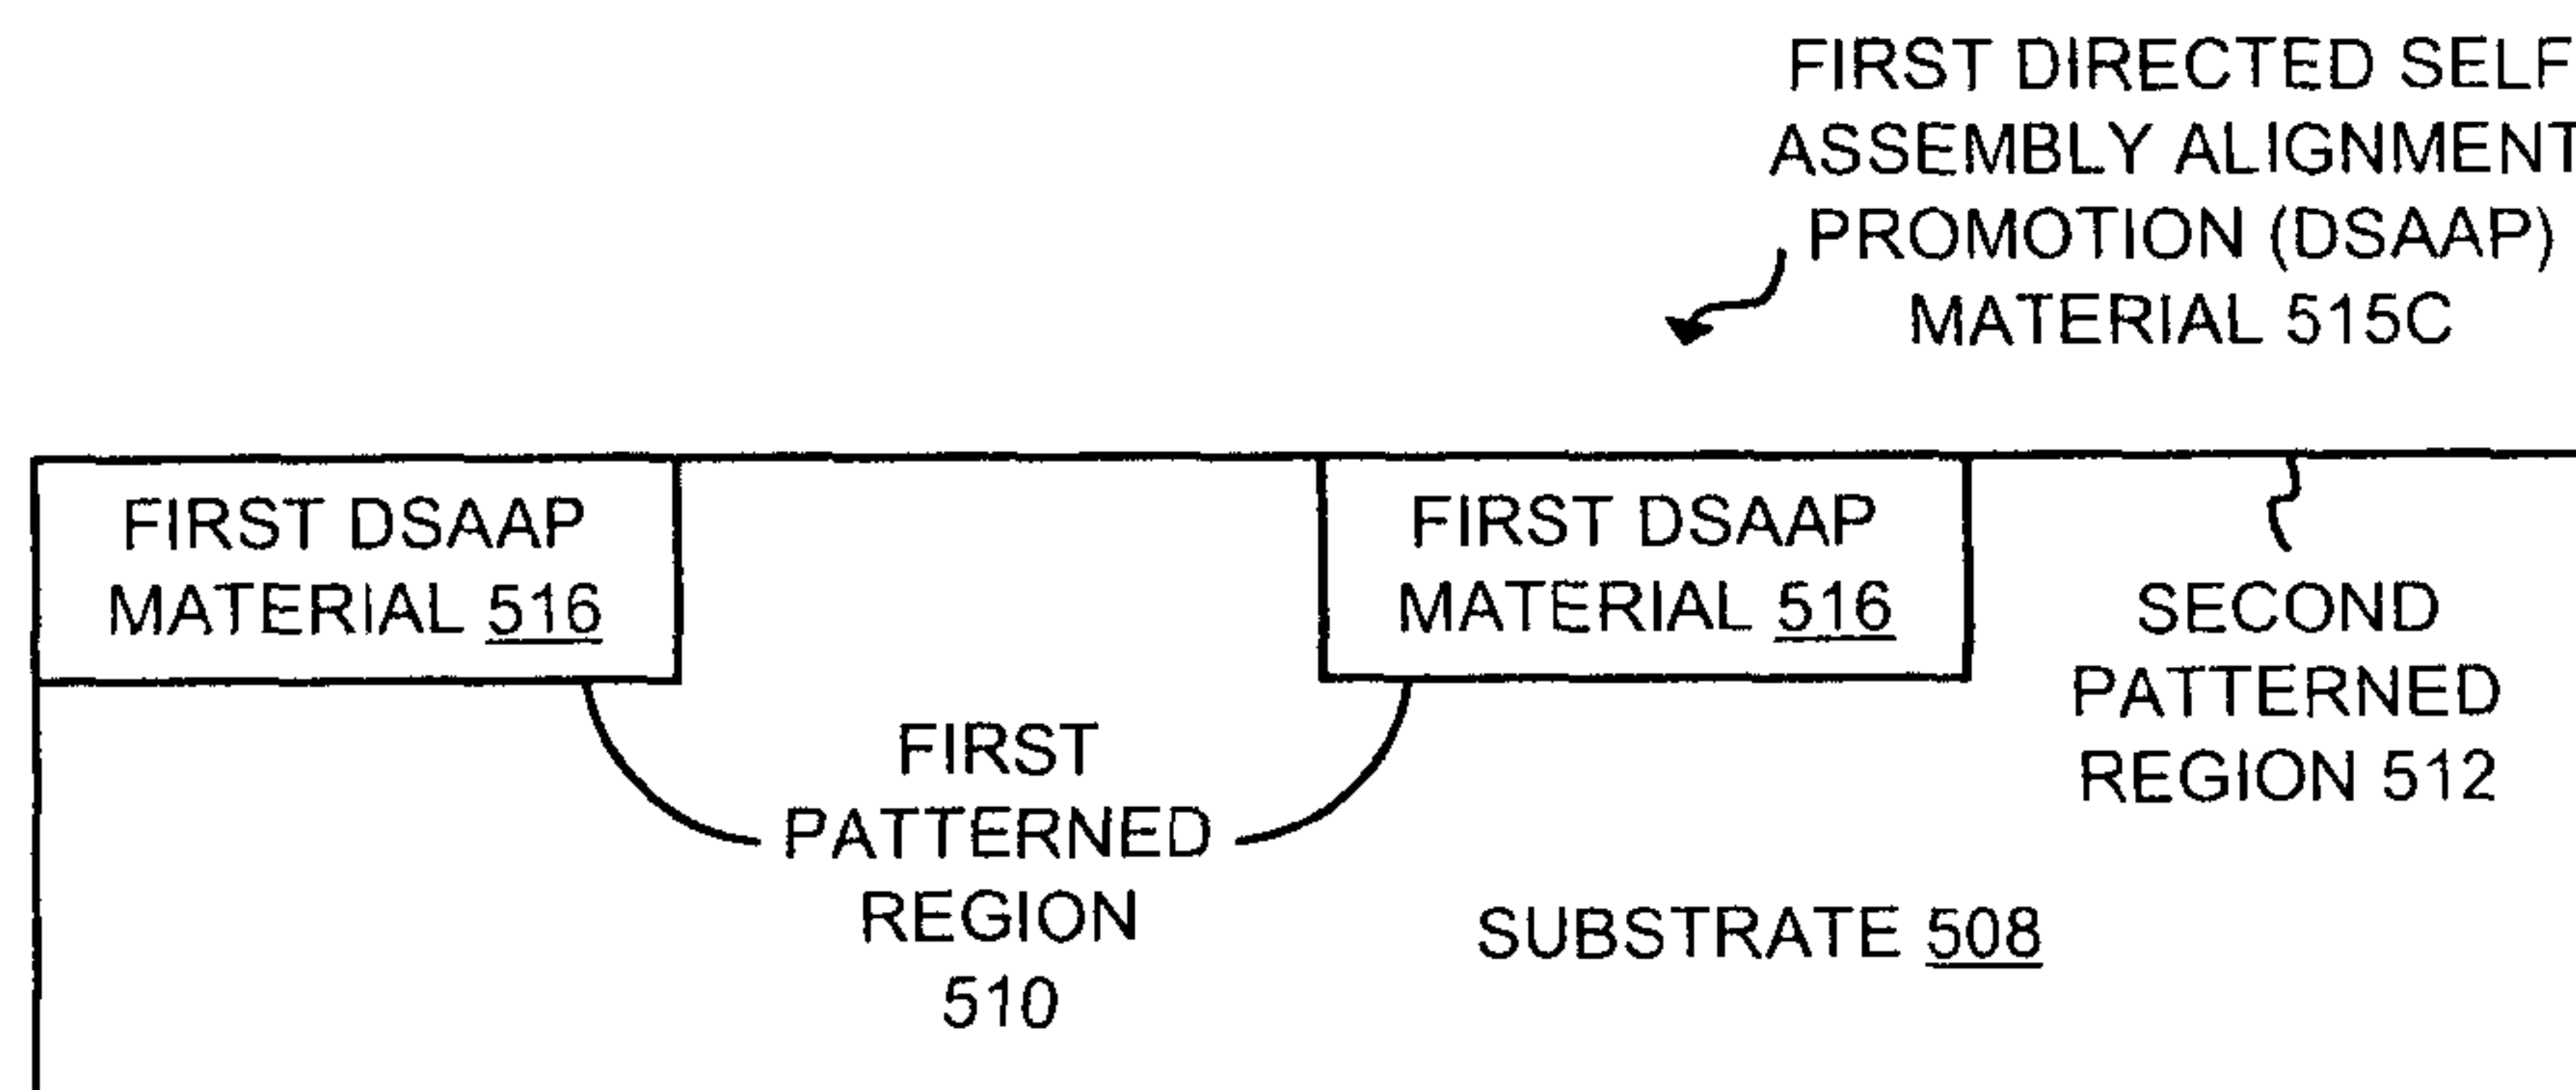 FIRST DIRECTED SELF
ASSEMBLY ALIGNMENT
PROMOTION (DSAAP)
MATERIAL 515C
FIRST DSAAP
MATERIAL 516
FIRST DSAAP
MATERIAL 516
SECOND
PATTERNED
REGION 512
FIRST
PATTERNED
REGION
510
SUBSTRATE 508